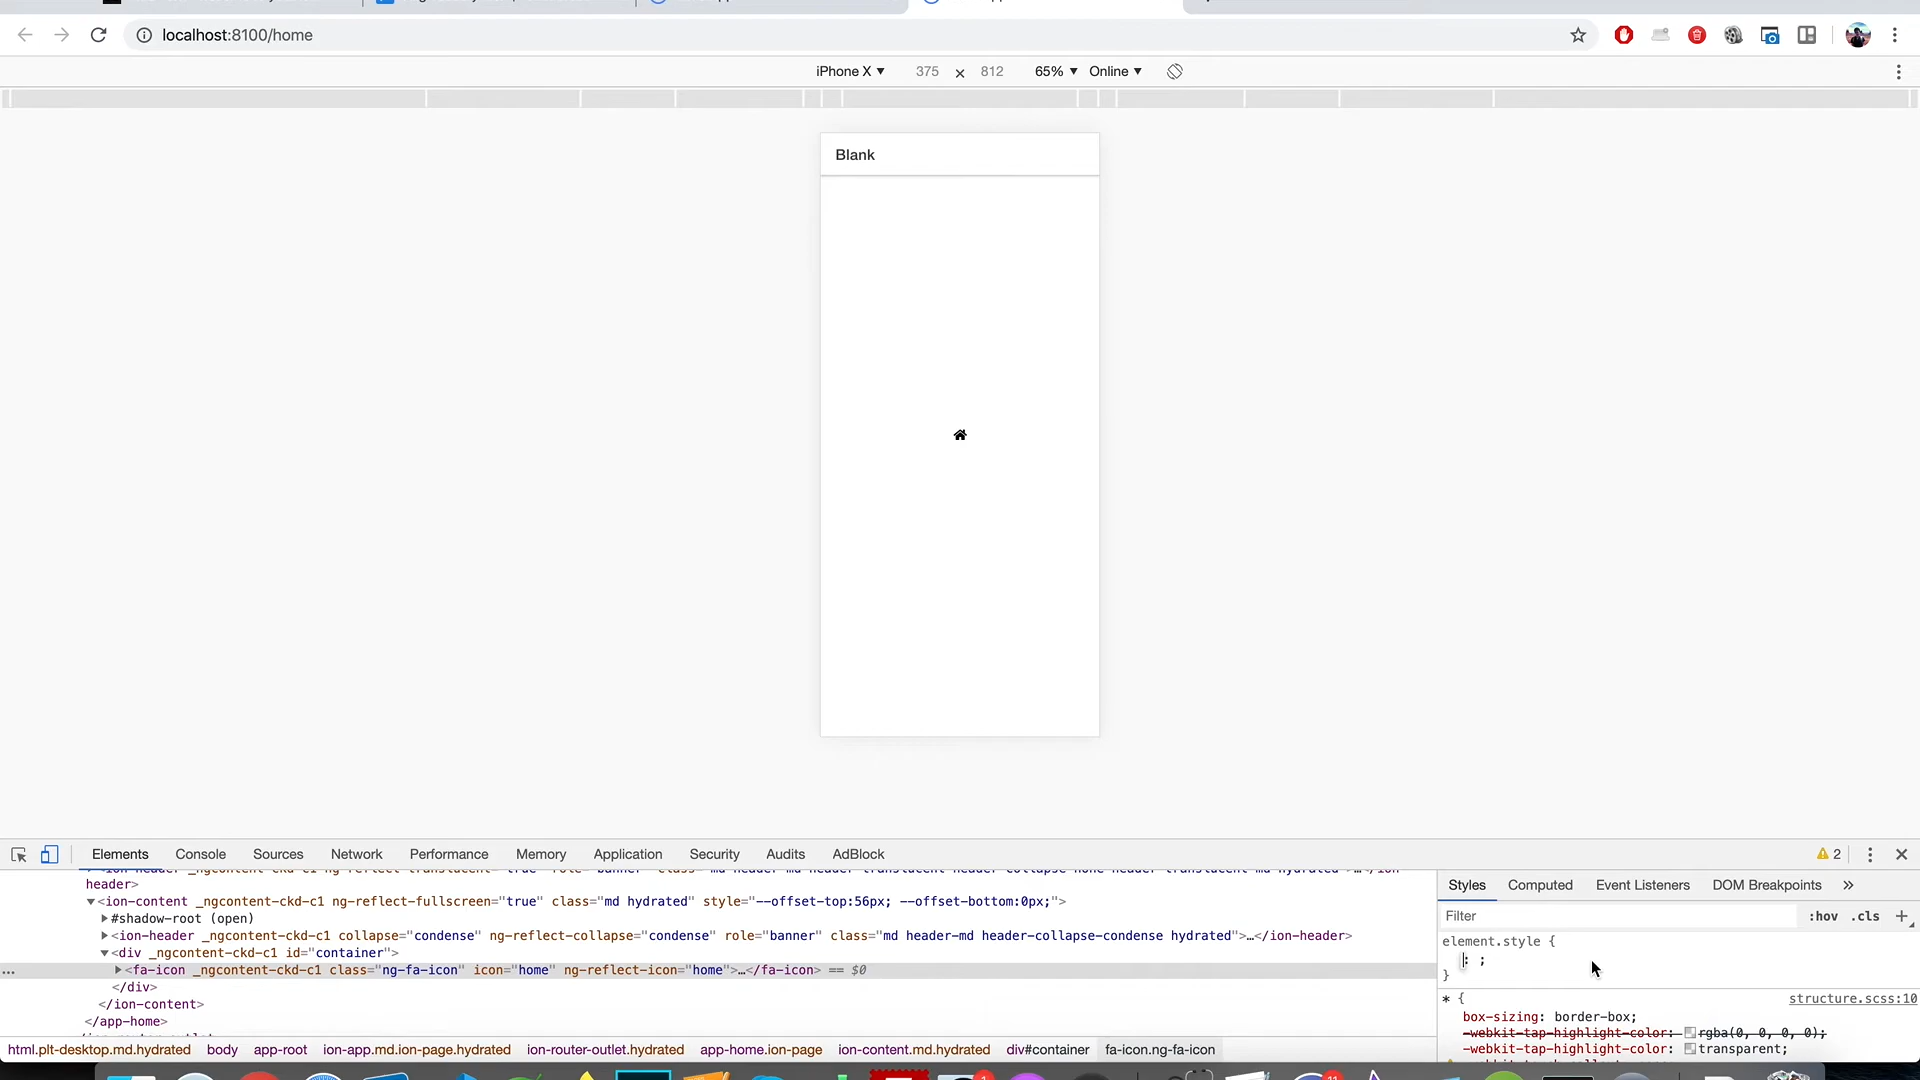 localhost:8100/home
iPhone X ▼ 375 × 812 65% ▼ Online ▼
Blank
Elements Console Sources Network Performance Memory Application Security Audits AdBlock 2
header>
<ion-content _ngcontent-ckd-c1 ng-reflect-fullscreen="true" class="md hydrated" style="--offset-top:56px; --offset-bottom:0px;">
#shadow-root (open)
<ion-header _ngcontent-ckd-c1 collapse="condense" ng-reflect-collapse="condense" role="banner" class="md header-md header-collapse-condense hydrated">…</ion-header>
<div _ngcontent-ckd-c1 id="container">
… <fa-icon _ngcontent-ckd-c1 class="ng-fa-icon" icon="home" ng-reflect-icon="home">…</fa-icon> == $0
</div>
</ion-content>
</app-home>
html.plt-desktop.md.hydrated body app-root ion-app.md.ion-page.hydrated ion-router-outlet.hydrated app-home.ion-page ion-content.md.hydrated div#container fa-icon.ng-fa-icon
Styles Computed Event Listeners DOM Breakpoints »
Filter :hov .cls +
element.style {
: ;
}
* { structure.scss:10
box-sizing: border-box;
-webkit-tap-highlight-color: rgba(0, 0, 0, 0);
-webkit-tap-highlight-color: transparent;
1
11